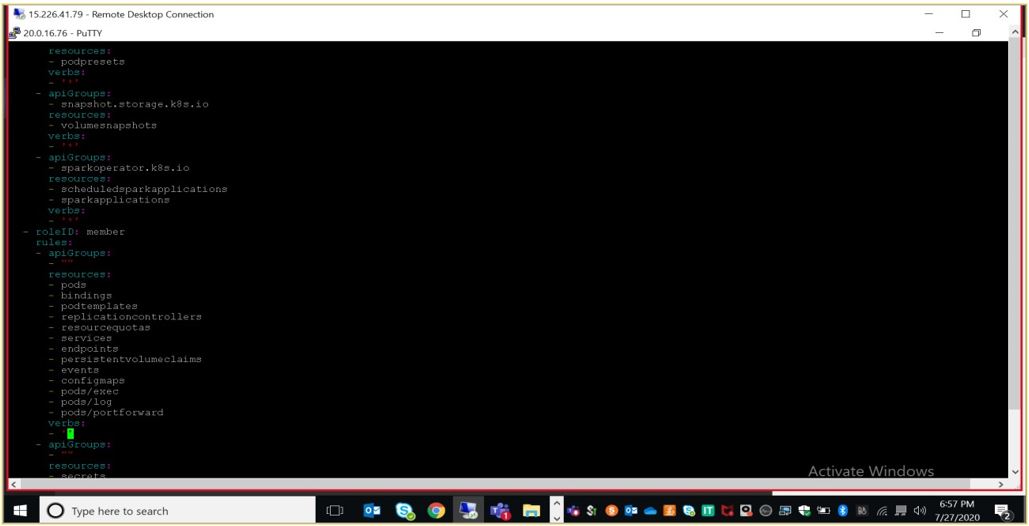 15.226.41.79 - Remote Desktop Connection
20.0.16.76 - PuTTY
resources:
- podpresets
verbs:
- '*'
- apiGroups:
- snapshot.storage.k8s.io
resources:
- volumesnapshots
verbs:
- '*'
- apiGroups:
- sparkoperator.k8s.io
resources:
- scheduledsparkapplications
- sparkapplications
verbs:
- '*'
- roleID: member
rules:
- apiGroups:
- ""
resources:
- pods
- bindings
- podtemplates
- replicationcontrollers
- resourcequotas
- services
- endpoints
- persistentvolumeclaims
- events
- configmaps
- pods/exec
- pods/log
- pods/portforward
verbs:
- apiGroups:
- ""
resources:
- secrets
Activate Windows
Type here to search
6:57 PM
7/27/2020